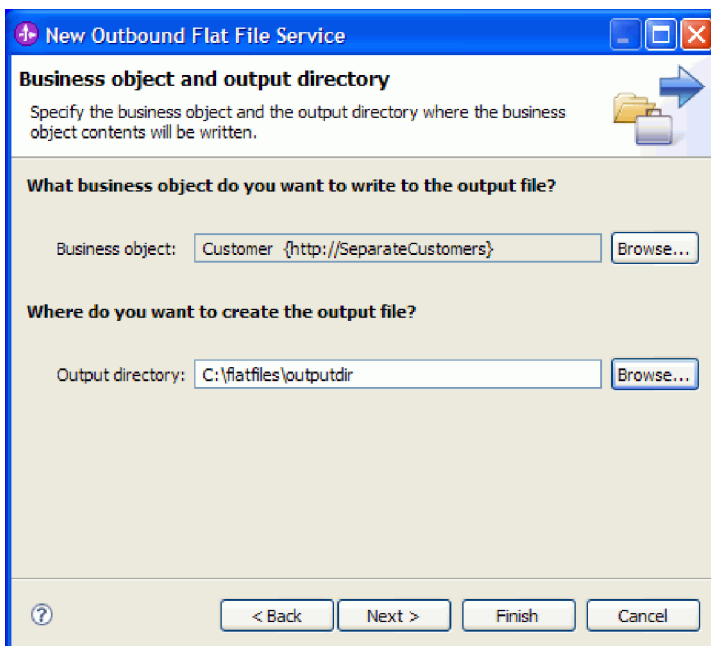 New Outbound Flat File Service
Business object and output directory
Specify the business object and the output directory where the business
object contents will be written.
What business object do you want to write to the output file?
Business object: Customer {http://SeparateCustomers} Browse...
Where do you want to create the output file?
Output directory: C:\flatfiles\outputdir Browse...
? < Back Next > Finish Cancel